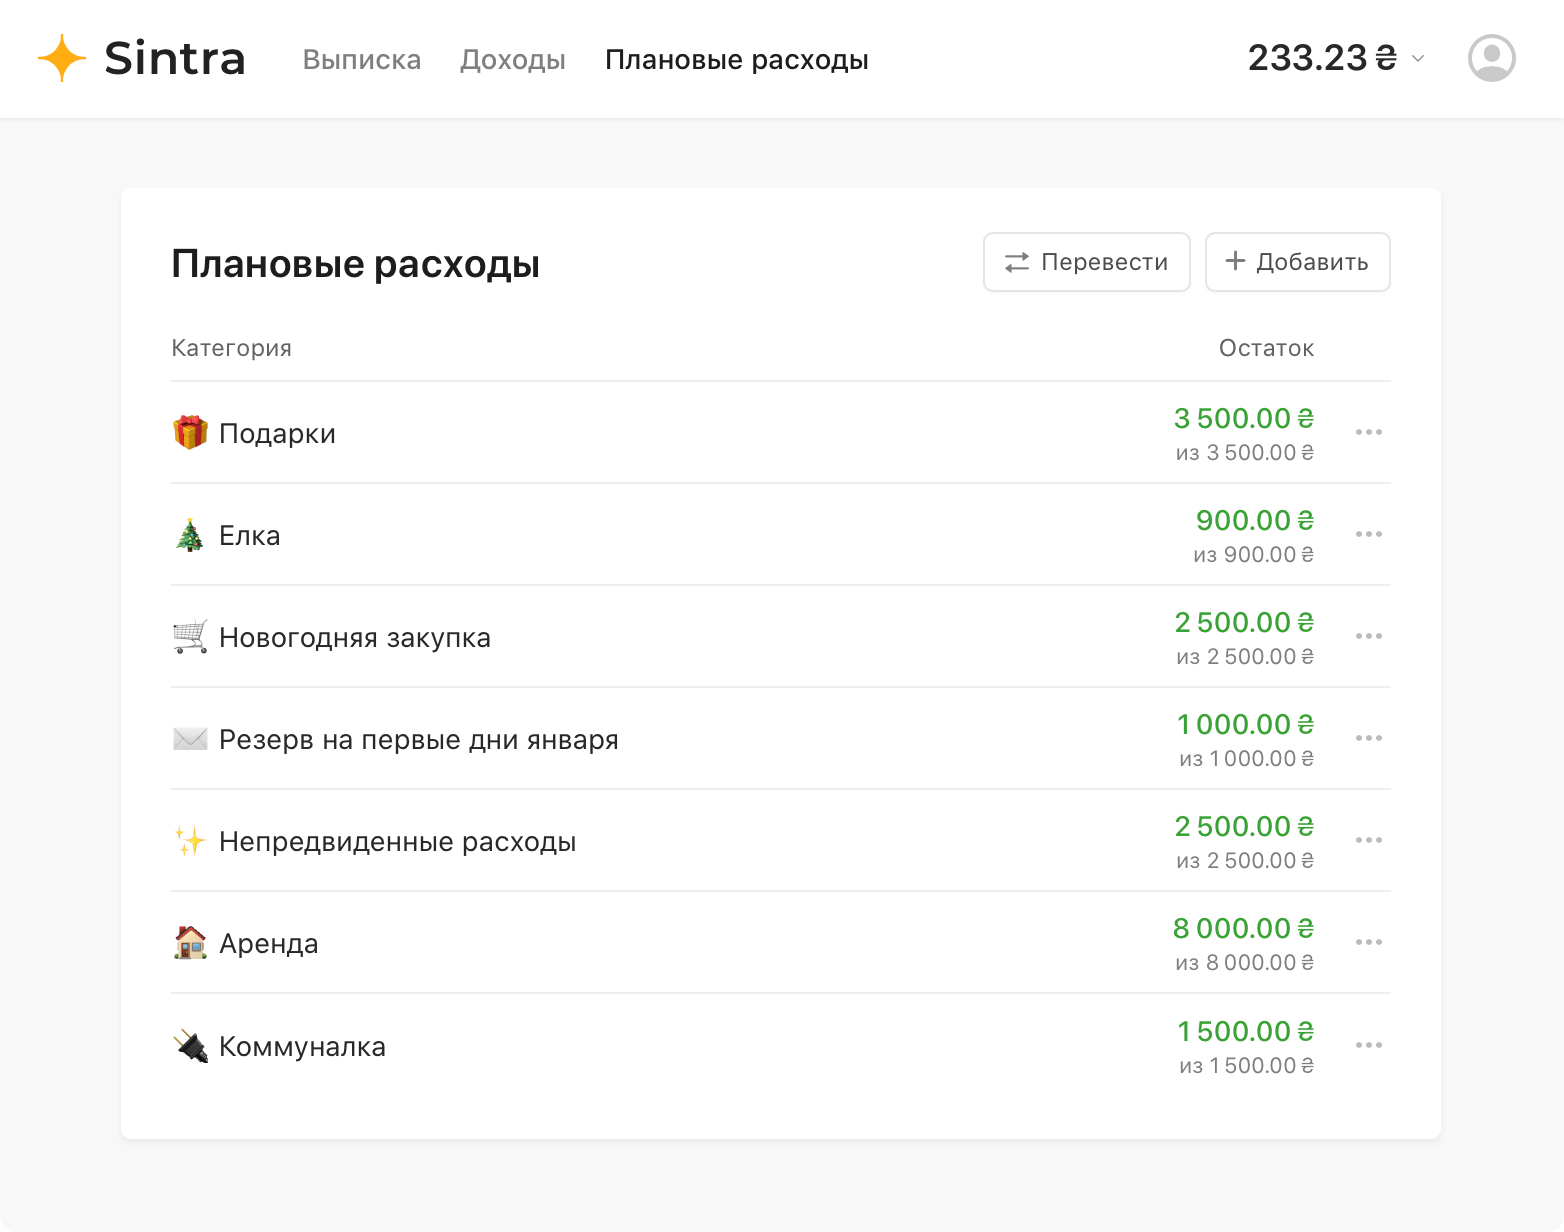 Sintra Выписка Доходы Плановые расходы 233.23 ₴
Плановые расходы Перевести Добавить
Категория Остаток
Подарки 3 500.00 ₴
из 3 500.00 ₴
Елка 900.00 ₴
из 900.00 ₴
Новогодняя закупка 2 500.00 ₴
из 2 500.00 ₴
Резерв на первые дни января 1 000.00 ₴
из 1 000.00 ₴
Непредвиденные расходы 2 500.00 ₴
из 2 500.00 ₴
Аренда 8 000.00 ₴
из 8 000.00 ₴
Коммуналка 1 500.00 ₴
из 1 500.00 ₴